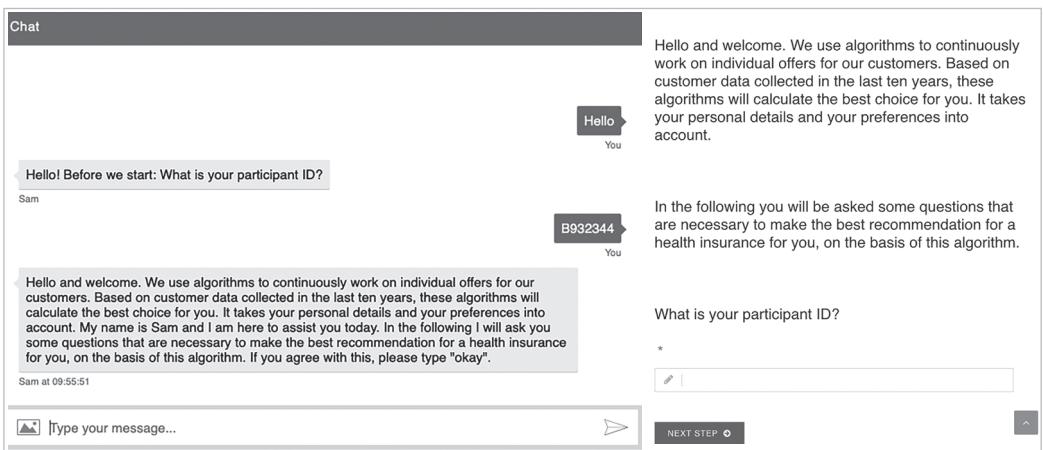 Chat
Hello
You
Hello! Before we start: What is your participant ID?
Sam
B932344
You
Hello and welcome. We use algorithms to continuously work on individual offers for our
customers. Based on customer data collected in the last ten years, these algorithms will
calculate the best choice for you. It takes your personal details and your preferences into
account. My name is Sam and I am here to assist you today. In the following I will ask you
some questions that are necessary to make the best recommendation for a health insurance
for you, on the basis of this algorithm. If you agree with this, please type "okay".
Sam at 09:55:51
Type your message...
Hello and welcome. We use algorithms to continuously
work on individual offers for our customers. Based on
customer data collected in the last ten years, these
algorithms will calculate the best choice for you. It takes
your personal details and your preferences into
account.
In the following you will be asked some questions that
are necessary to make the best recommendation for a
health insurance for you, on the basis of this algorithm.
What is your participant ID?
*
NEXT STEP